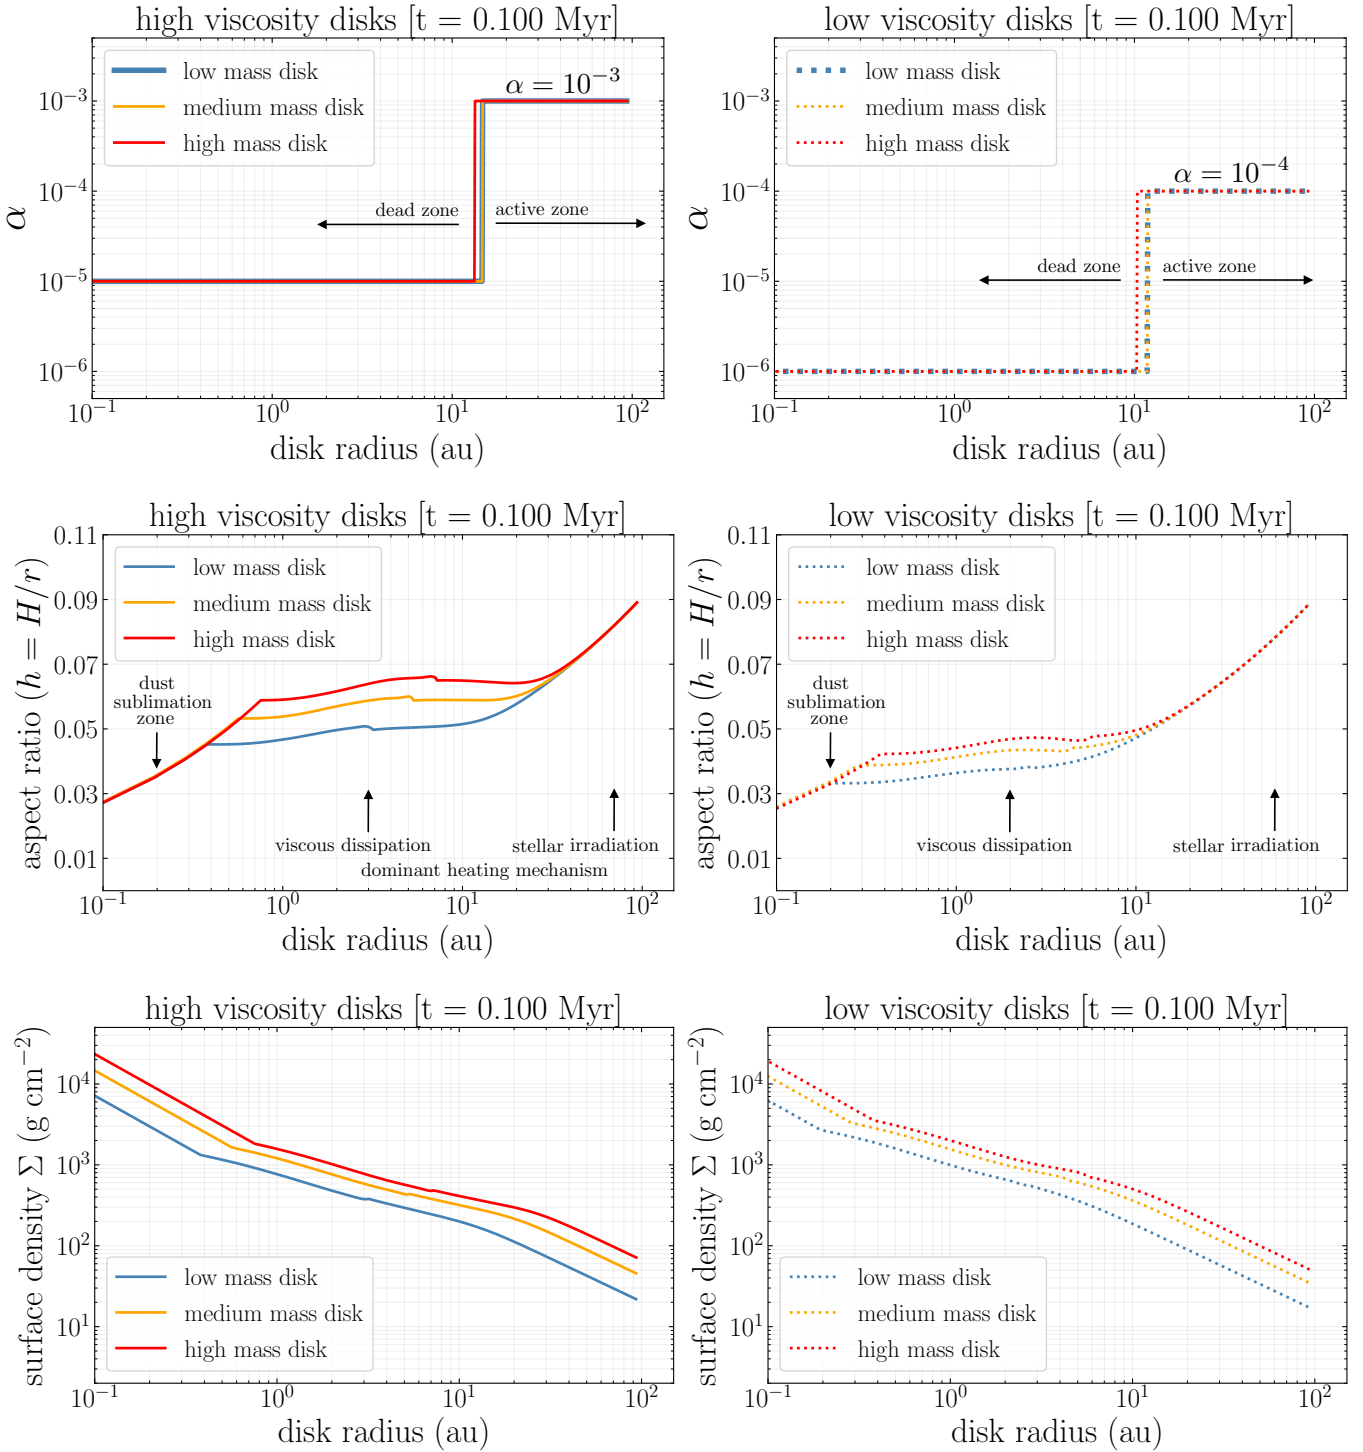 high viscosity disks [t = 0.100 Myr]
low mass disk
medium mass disk
high mass disk
α = 10⁻³
dead zone
active zone
10⁻³
10⁻⁴
10⁻⁵
10⁻⁶
α
10⁻¹ 10⁰ 10¹ 10²
disk radius (au)
low viscosity disks [t = 0.100 Myr]
low mass disk
medium mass disk
high mass disk
α = 10⁻⁴
dead zone
active zone
10⁻³
10⁻⁴
10⁻⁵
10⁻⁶
α
10⁻¹ 10⁰ 10¹ 10²
disk radius (au)
high viscosity disks [t = 0.100 Myr]
low mass disk
medium mass disk
high mass disk
dust
sublimation
zone
viscous dissipation
stellar irradiation
dominant heating mechanism
0.11
0.09
0.07
0.05
0.03
0.01
aspect ratio (h = H/r)
10⁻¹ 10⁰ 10¹ 10²
disk radius (au)
low viscosity disks [t = 0.100 Myr]
low mass disk
medium mass disk
high mass disk
dust
sublimation
zone
viscous dissipation
stellar irradiation
0.11
0.09
0.07
0.05
0.03
0.01
aspect ratio (h = H/r)
10⁻¹ 10⁰ 10¹ 10²
disk radius (au)
high viscosity disks [t = 0.100 Myr]
10⁴
10³
10²
10¹
surface density Σ (g cm⁻²)
low mass disk
medium mass disk
high mass disk
10⁻¹ 10⁰ 10¹ 10²
disk radius (au)
low viscosity disks [t = 0.100 Myr]
10⁴
10³
10²
10¹
surface density Σ (g cm⁻²)
low mass disk
medium mass disk
high mass disk
10⁻¹ 10⁰ 10¹ 10²
disk radius (au)